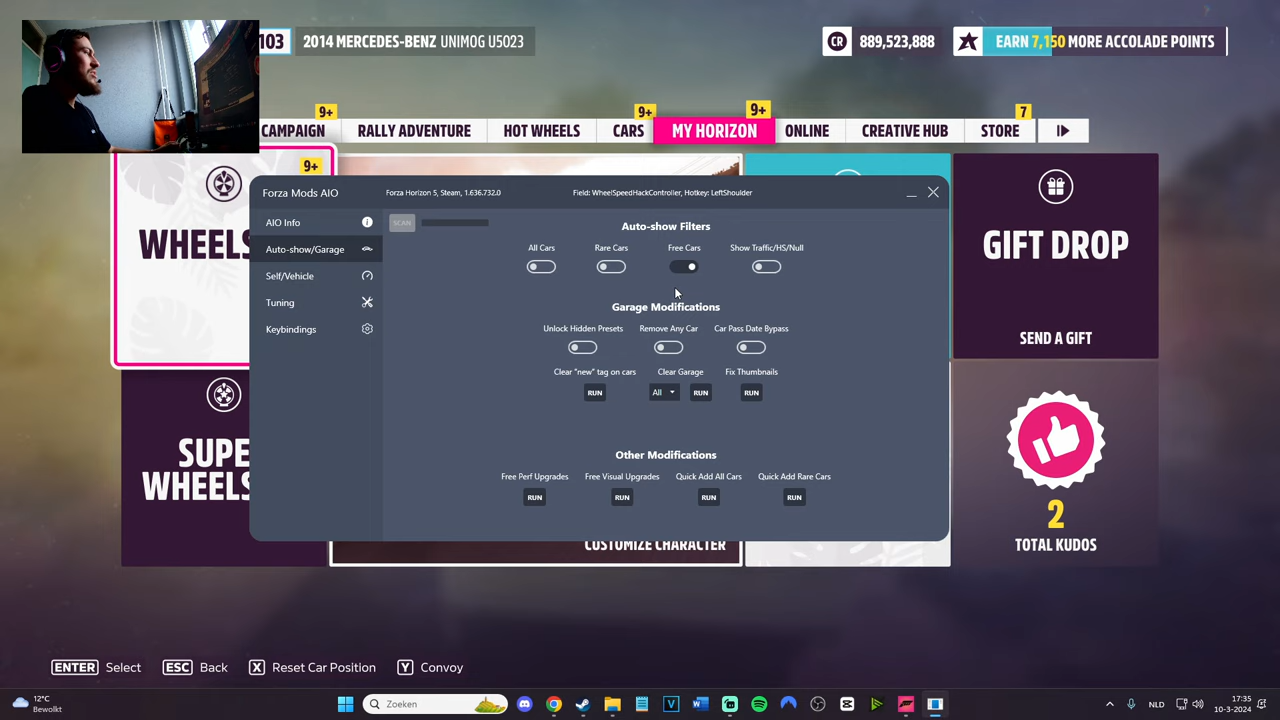 103
2014 MERCEDES-BENZ UNIMOG U5023
CR 889,523,888
EARN 7,150 MORE ACCOLADE POINTS
9+
9+
9+
7
CAMPAIGN
RALLY ADVENTURE
HOT WHEELS
CARS
MY HORIZON
ONLINE
CREATIVE HUB
STORE
9+
WHEELS
GIFT DROP
SEND A GIFT
SUPER
WHEELS
CUSTOMIZE CHARACTER
2
TOTAL KUDOS
Forza Mods AIO
Forza Horizon 5, Steam, 1.636.732.0
Field: WheelSpeedHackController, Hotkey: LeftShoulder
AIO Info
Auto-show/Garage
Self/Vehicle
Tuning
Keybindings
SCAN
Auto-show Filters
All Cars
Rare Cars
Free Cars
Show Traffic/HS/Null
Garage Modifications
Unlock Hidden Presets
Remove Any Car
Car Pass Date Bypass
Clear "new" tag on cars
Clear Garage
Fix Thumbnails
RUN
All
RUN
RUN
Other Modifications
Free Perf Upgrades
Free Visual Upgrades
Quick Add All Cars
Quick Add Rare Cars
RUN
RUN
RUN
RUN
ENTER Select
ESC Back
X Reset Car Position
Y Convoy
12°C
Bewolkt
Zoeken
NLD
17:35
10-3-2024